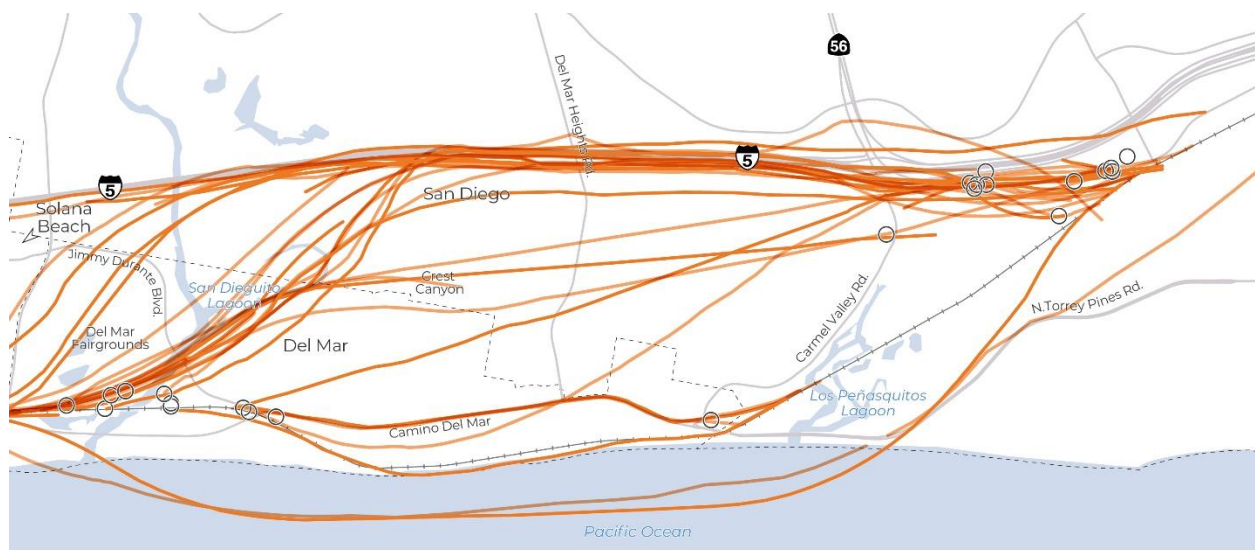 56
Del Mar Heights Rd.
5
5
San Diego
Solana
Beach
Jimmy Durante Blvd.
San Dieguito
Lagoon
Crest
Canyon
Del Mar
Fairgrounds
Del Mar
Carmel Valley Rd.
N.Torrey Pines Rd.
Los Peñasquitos
Lagoon
Camino Del Mar
Pacific Ocean